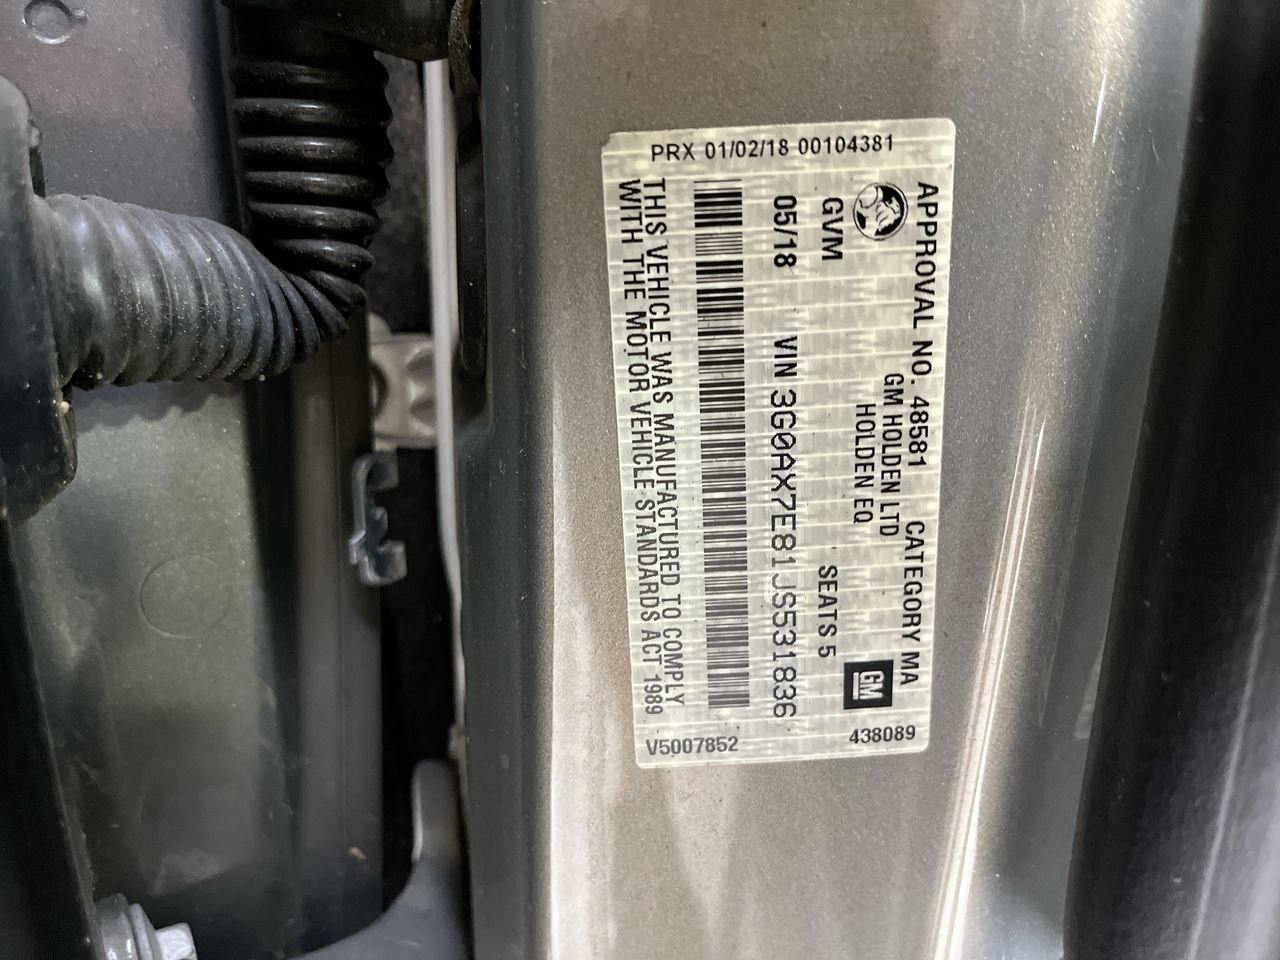 PRX 01/02/18 00104381
APPROVAL NO. 48581 CATEGORY MA
GM HOLDEN LTD
HOLDEN EQ
GM
GVM SEATS 5
05/18 VIN 3G0AX7E81JS531836
THIS VEHICLE WAS MANUFACTURED TO COMPLY
WITH THE MOTOR VEHICLE STANDARDS ACT 1989
V5007852 438089